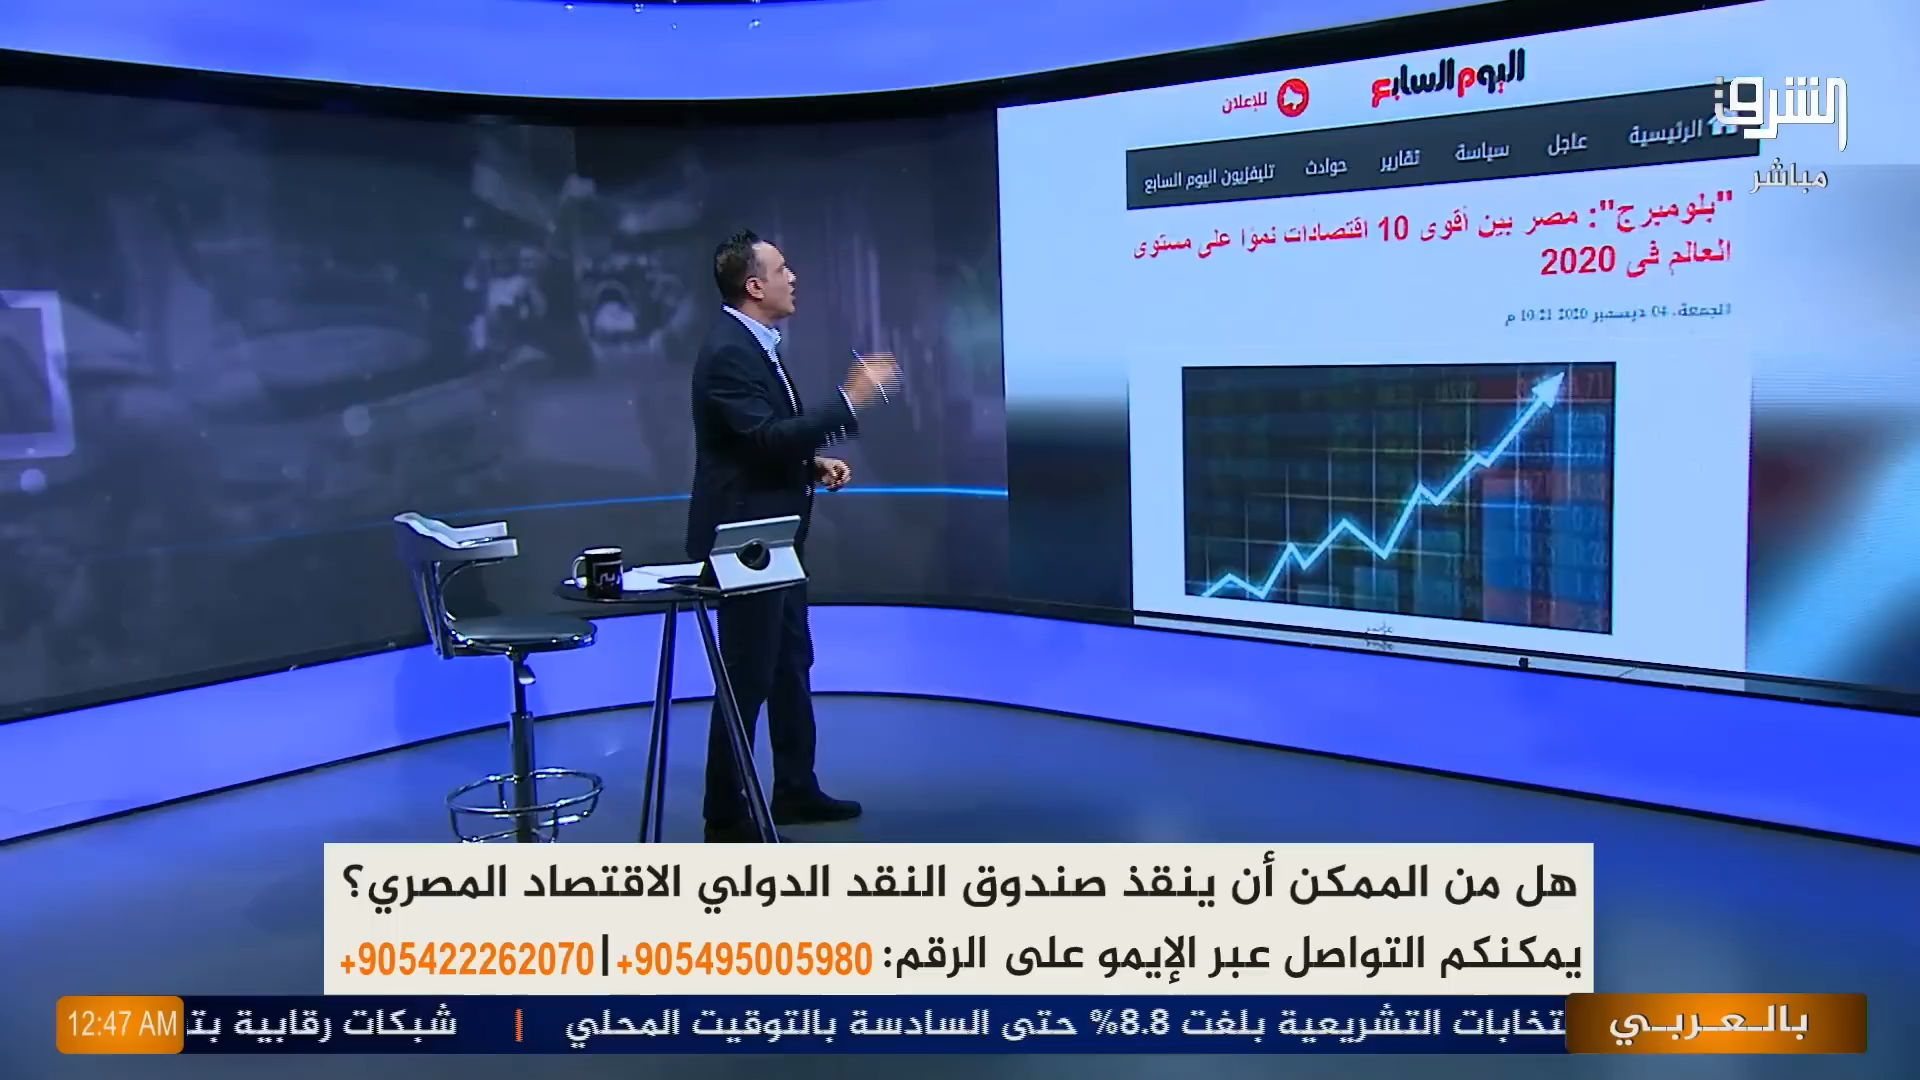 اليوم السابع
للإعلان
الشرق
مباشر
الرئيسية عاجل سياسة تقارير حوادث تليفزيون اليوم السابع
"بلومبرج": مصر بين أقوى 10 اقتصادات نموًا على مستوى
العالم فى 2020
الجمعة، 04 ديسمبر 2020 10:21 م
هل من الممكن أن ينقذ صندوق النقد الدولي الاقتصاد المصري؟
يمكنكم التواصل عبر الإيمو على الرقم: 905495005980+ | 905422262070+
بالعربي
نتخابات التشريعية بلغت 8.8% حتى السادسة بالتوقيت المحلي | شبكات رقابية بتـ
12:47 AM